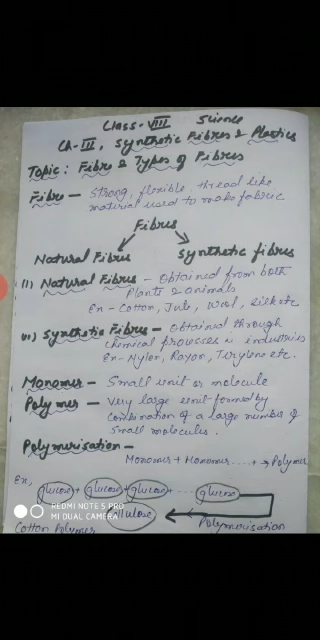 Class-VIII Science
Ch-III, Synthetic Fibres & Plastics
Topic: Fibre & Types of Fibres
Fibre - Strong, flexible, thread like
material used to make fabric
Fibres
Natural Fibres Synthetic fibres
(i) Natural Fibres - Obtained from both
Plants & animals
Ex - Cotton, Jute, Wool, Silk etc
ii) Synthetic Fibres - Obtained through
chemical processes in industries
Ex - Nylon, Rayon, Terylene etc.
Monomer - Small unit or molecule
Polymer - Very large unit formed by
combination of a large number of
small molecules.
Polymerisation -
Monomer + Monomer ..... + → Polymer
Ex,
glucose + glucose + glucose + ..... glucose
REDMI NOTE 5 PRO
MI DUAL CAMERA
Cellulose
Cotton Polymer Polymerisation